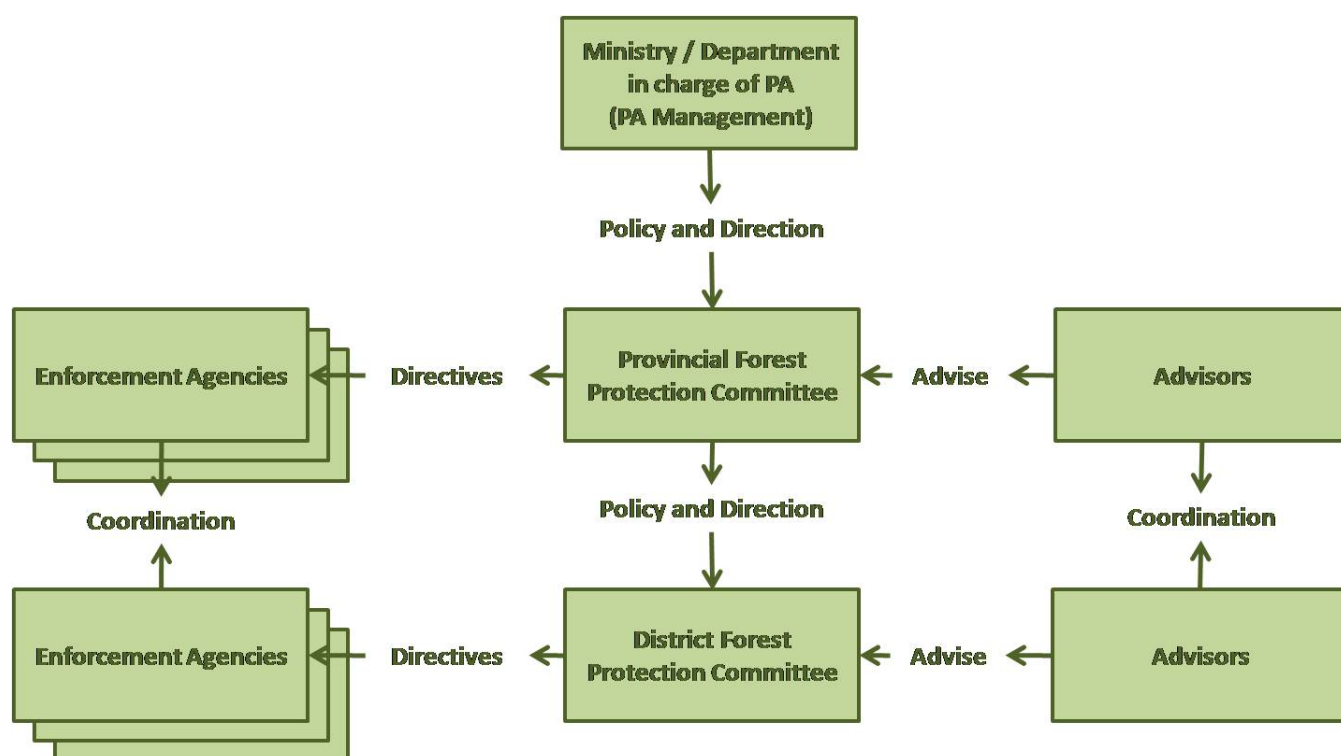 Ministry / Department
in charge of PA
(PA Management)
Policy and Direction
Enforcement Agencies
Directives
Provincial Forest
Protection Committee
Advise
Advisors
Coordination
Policy and Direction
Coordination
Enforcement Agencies
Directives
District Forest
Protection Committee
Advise
Advisors